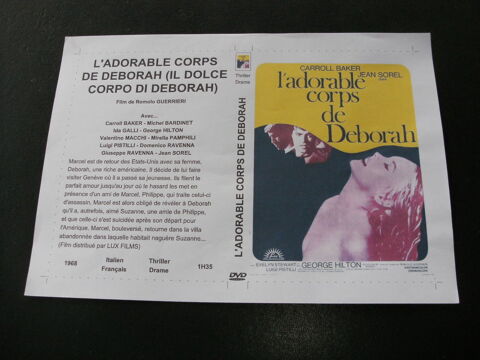 L'ADORABLE CORPS
DE DEBORAH (IL DOLCE
CORPO DI DEBORAH)
Film de Romolo GUERRIERI
Avec...
Carroll BAKER - Michel BARDINET
Ida GALLI - George HILTON
Valentino MACCHI - Mirella PAMPHILI
Luigi PISTILLI - Domenico RAVENNA
Giuseppe RAVENNA - Jean SOREL
Marcel est de retour des Etats-Unis avec sa femme,
Deborah, une riche américaine. Il décide de lui faire
visiter Genève où il a passé sa jeunesse. Ils filent le
parfait amour jusqu'au jour où le hasard les met en
présence d'un ami de Marcel, Philippe, qui traite celui-ci
d'assassin. Marcel est alors obligé de révéler à Deborah
qu'il a, autrefois, aimé Suzanne, une amie de Philippe,
et que celle-ci s'est suicidée après son départ pour
l'Amérique. Marcel, bouleversé, retourne dans la villa
abandonnée dans laquelle habitait naguère Suzanne...
(Film distribué par LUX FILMS)
1968
Italien
Français
Thriller
Drame
1H35
Thriller
Drame
L'ADORABLE CORPS DE DEBORAH
DVD
CARROLL BAKER
JEAN SOREL
l'adorable
corps
de
Deborah
EVELYN STEWART
LUIGI PISTILLI
GEORGE HILTON